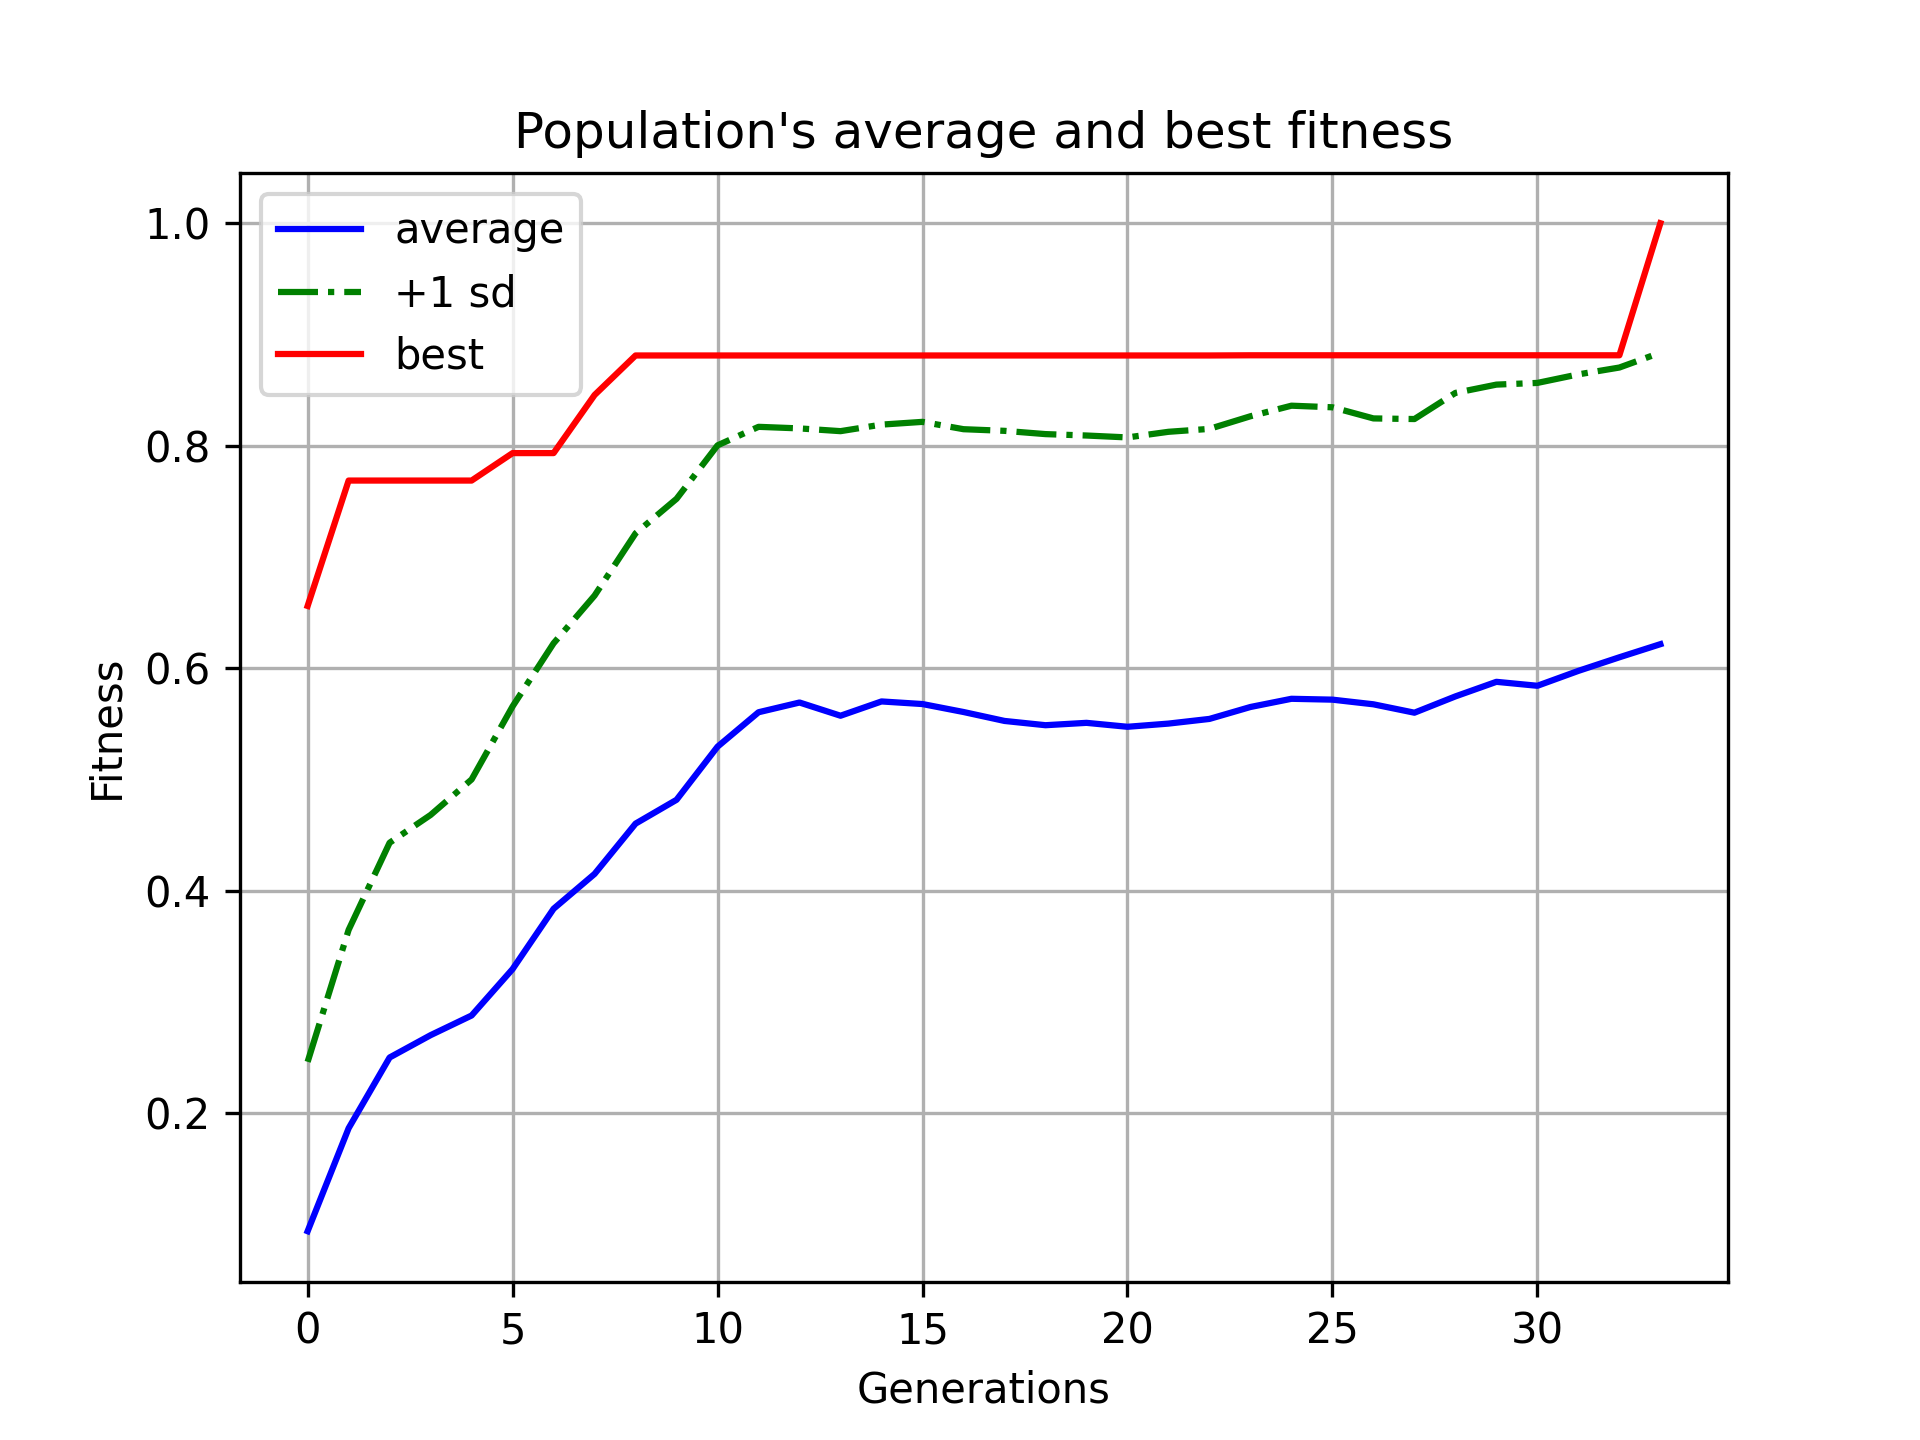 Population's average and best fitness
average
+1 sd
best
1.0
0.8
0.6
0.4
0.2
Fitness
0 5 10 15 20 25 30
Generations